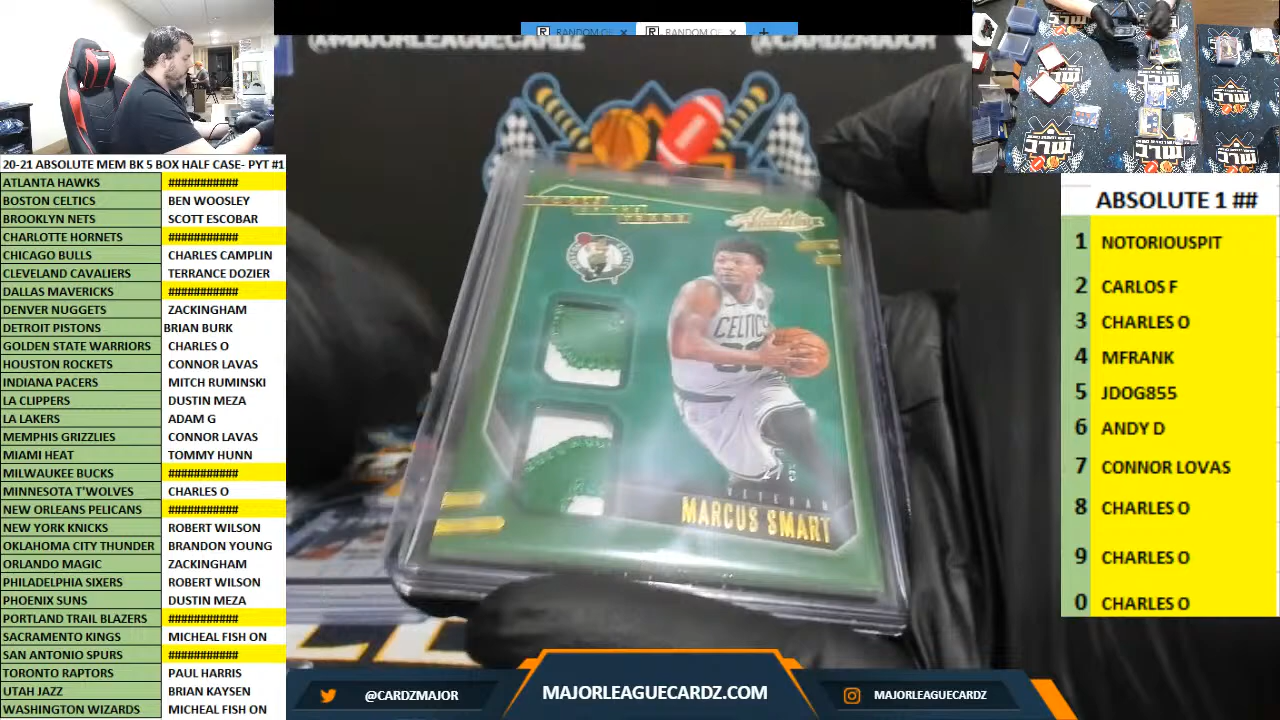 RANDOM.O
RANDOM.O
@MAJORLEAGUECARDZ
@CARDZMAJOR
20-21 ABSOLUTE MEM BK 5 BOX HALF CASE- PYT #1
ATLANTA HAWKS ###########
BOSTON CELTICS BEN WOOSLEY
BROOKLYN NETS SCOTT ESCOBAR
CHARLOTTE HORNETS ###########
CHICAGO BULLS CHARLES CAMPLIN
CLEVELAND CAVALIERS TERRANCE DOZIER
DALLAS MAVERICKS ###########
DENVER NUGGETS ZACKINGHAM
DETROIT PISTONS BRIAN BURK
GOLDEN STATE WARRIORS CHARLES O
HOUSTON ROCKETS CONNOR LAVAS
INDIANA PACERS MITCH RUMINSKI
LA CLIPPERS DUSTIN MEZA
LA LAKERS ADAM G
MEMPHIS GRIZZLIES CONNOR LAVAS
MIAMI HEAT TOMMY HUNN
MILWAUKEE BUCKS ###########
MINNESOTA T'WOLVES CHARLES O
NEW ORLEANS PELICANS ###########
NEW YORK KNICKS ROBERT WILSON
OKLAHOMA CITY THUNDER BRANDON YOUNG
ORLANDO MAGIC ZACKINGHAM
PHILADELPHIA SIXERS ROBERT WILSON
PHOENIX SUNS DUSTIN MEZA
PORTLAND TRAIL BLAZERS ###########
SACRAMENTO KINGS MICHEAL FISH ON
SAN ANTONIO SPURS ###########
TORONTO RAPTORS PAUL HARRIS
UTAH JAZZ BRIAN KAYSEN
WASHINGTON WIZARDS MICHEAL FISH ON
TOOLS OF THE TRADE
Absolute
CELTICS
VETERAN
MARCUS SMART
ABSOLUTE 1 ##
1 NOTORIOUSPIT
2 CARLOS F
3 CHARLES O
4 MFRANK
5 JDOG855
6 ANDY D
7 CONNOR LOVAS
8 CHARLES O
9 CHARLES O
0 CHARLES O
@CARDZMAJOR
MAJORLEAGUECARDZ.COM
MAJORLEAGUECARDZ